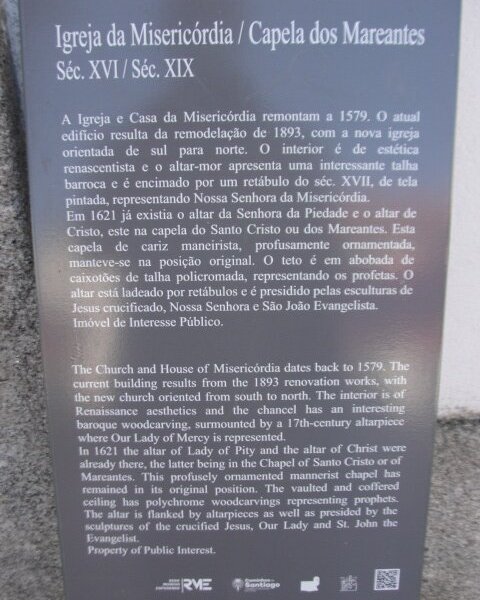 Igreja da Misericórdia / Capela dos Mareantes
Séc. XVI / Séc. XIX
A Igreja e Casa da Misericórdia remontam a 1579. O atual
edifício resulta da remodelação de 1893, com a nova igreja
orientada de sul para norte. O interior é de estética
renascentista e o altar-mor apresenta uma interessante talha
barroca e é encimado por um retábulo do séc. XVII, de tela
pintada, representando Nossa Senhora da Misericórdia.
Em 1621 já existia o altar da Senhora da Piedade e o altar de
Cristo, este na capela do Santo Cristo ou dos Mareantes. Esta
capela de cariz maneirista, profusamente ornamentada,
manteve-se na posição original. O teto é em abobada de
caixotões de talha policromada, representando os profetas. O
altar está ladeado por retábulos e é presidido pelas esculturas de
Jesus crucificado, Nossa Senhora e São João Evangelista.
Imóvel de Interesse Público.
The Church and House of Misericórdia dates back to 1579. The
current building results from the 1893 renovation works, with
the new church oriented from south to north. The interior is of
Renaissance aesthetics and the chancel has an interesting
baroque woodcarving, surmounted by a 17th-century altarpiece
where Our Lady of Mercy is represented.
In 1621 the altar of Lady of Pity and the altar of Christ were
already there, the latter being in the Chapel of Santo Cristo or of
Mareantes. This profusely ornamented mannerist chapel has
remained in its original position. The vaulted and coffered
ceiling has polychrome woodcarvings representing prophets.
The altar is flanked by altarpieces as well as presided by the
sculptures of the crucified Jesus, Our Lady and St. John the
Evangelist.
Property of Public Interest.
RVE Caminhos Santiago